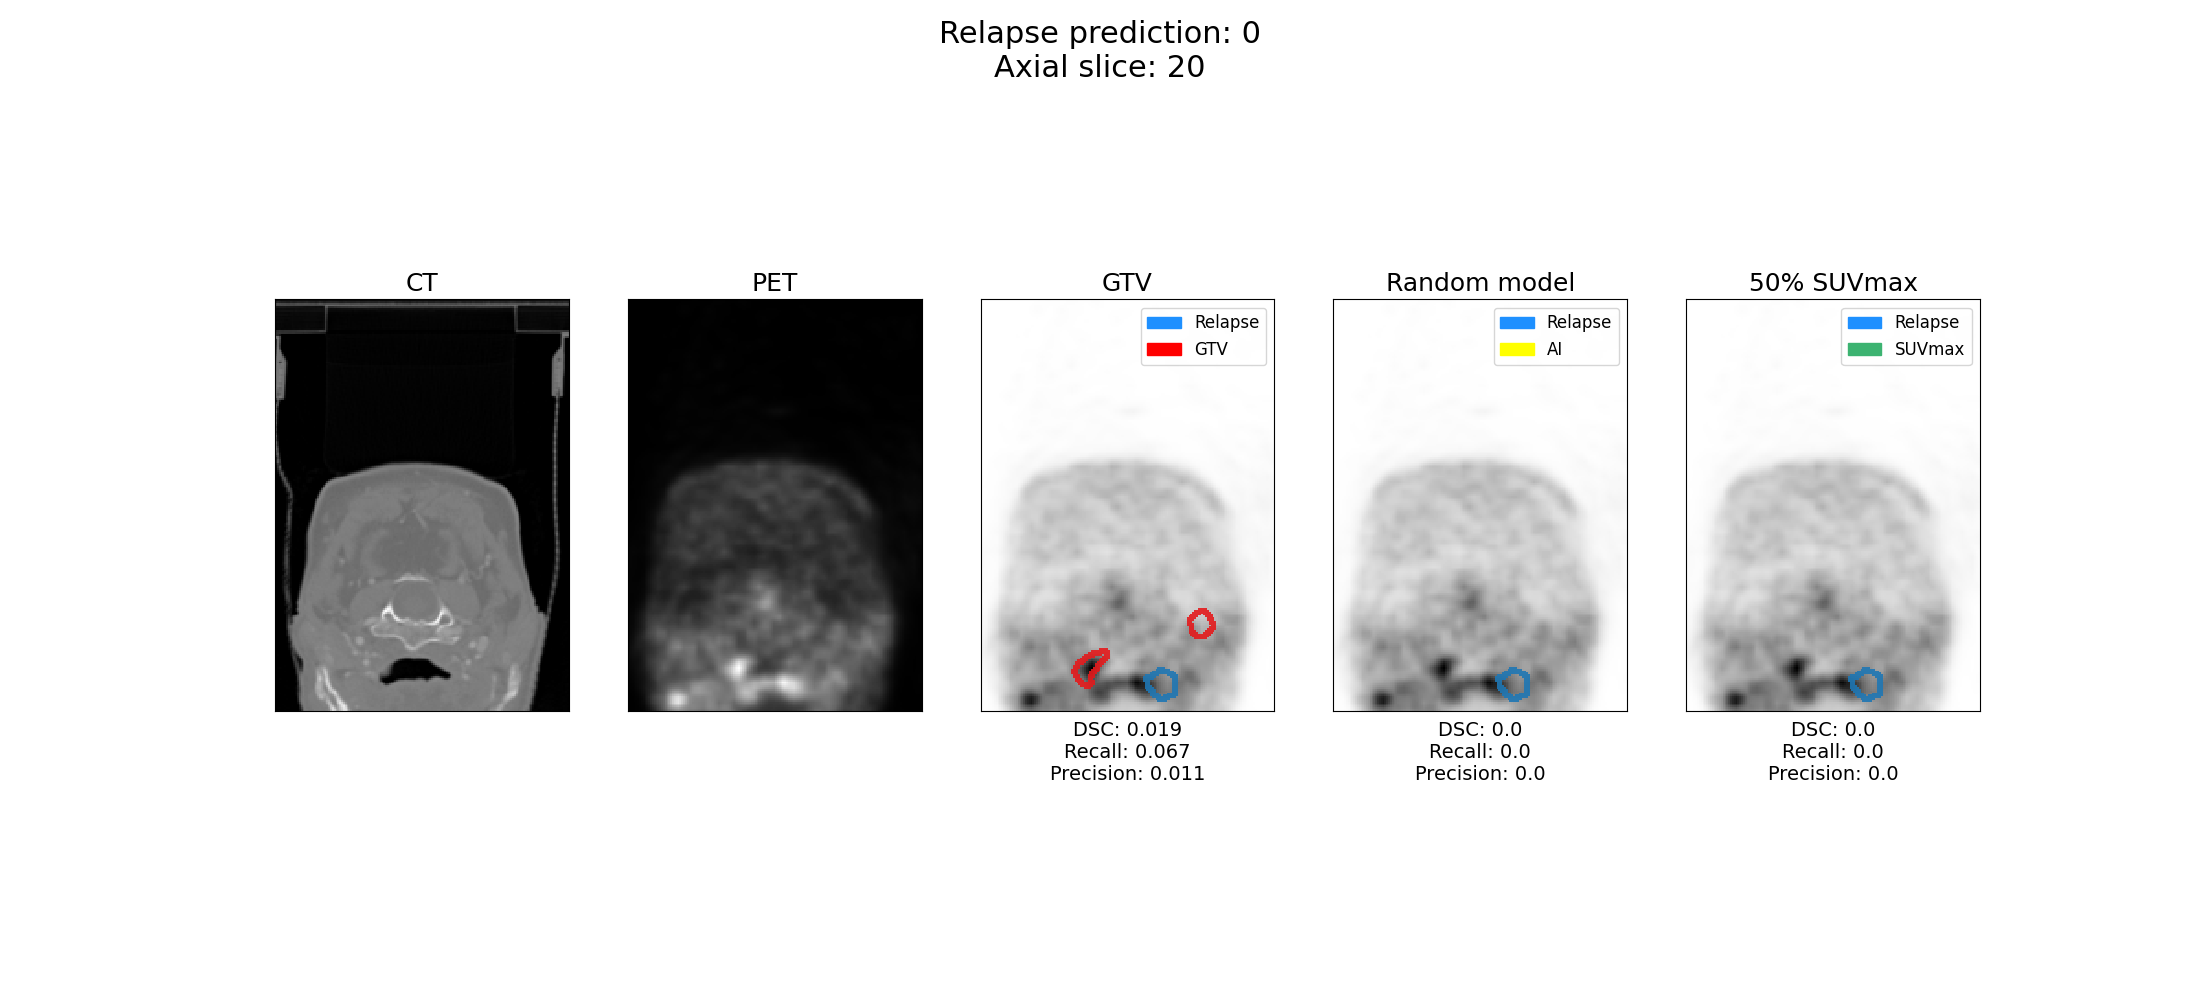 Relapse prediction: 0
Axial slice: 20
CT
PET
GTV
Random model
50% SUVmax
Relapse
GTV
Relapse
AI
Relapse
SUVmax
DSC: 0.019
Recall: 0.067
Precision: 0.011
DSC: 0.0
Recall: 0.0
Precision: 0.0
DSC: 0.0
Recall: 0.0
Precision: 0.0